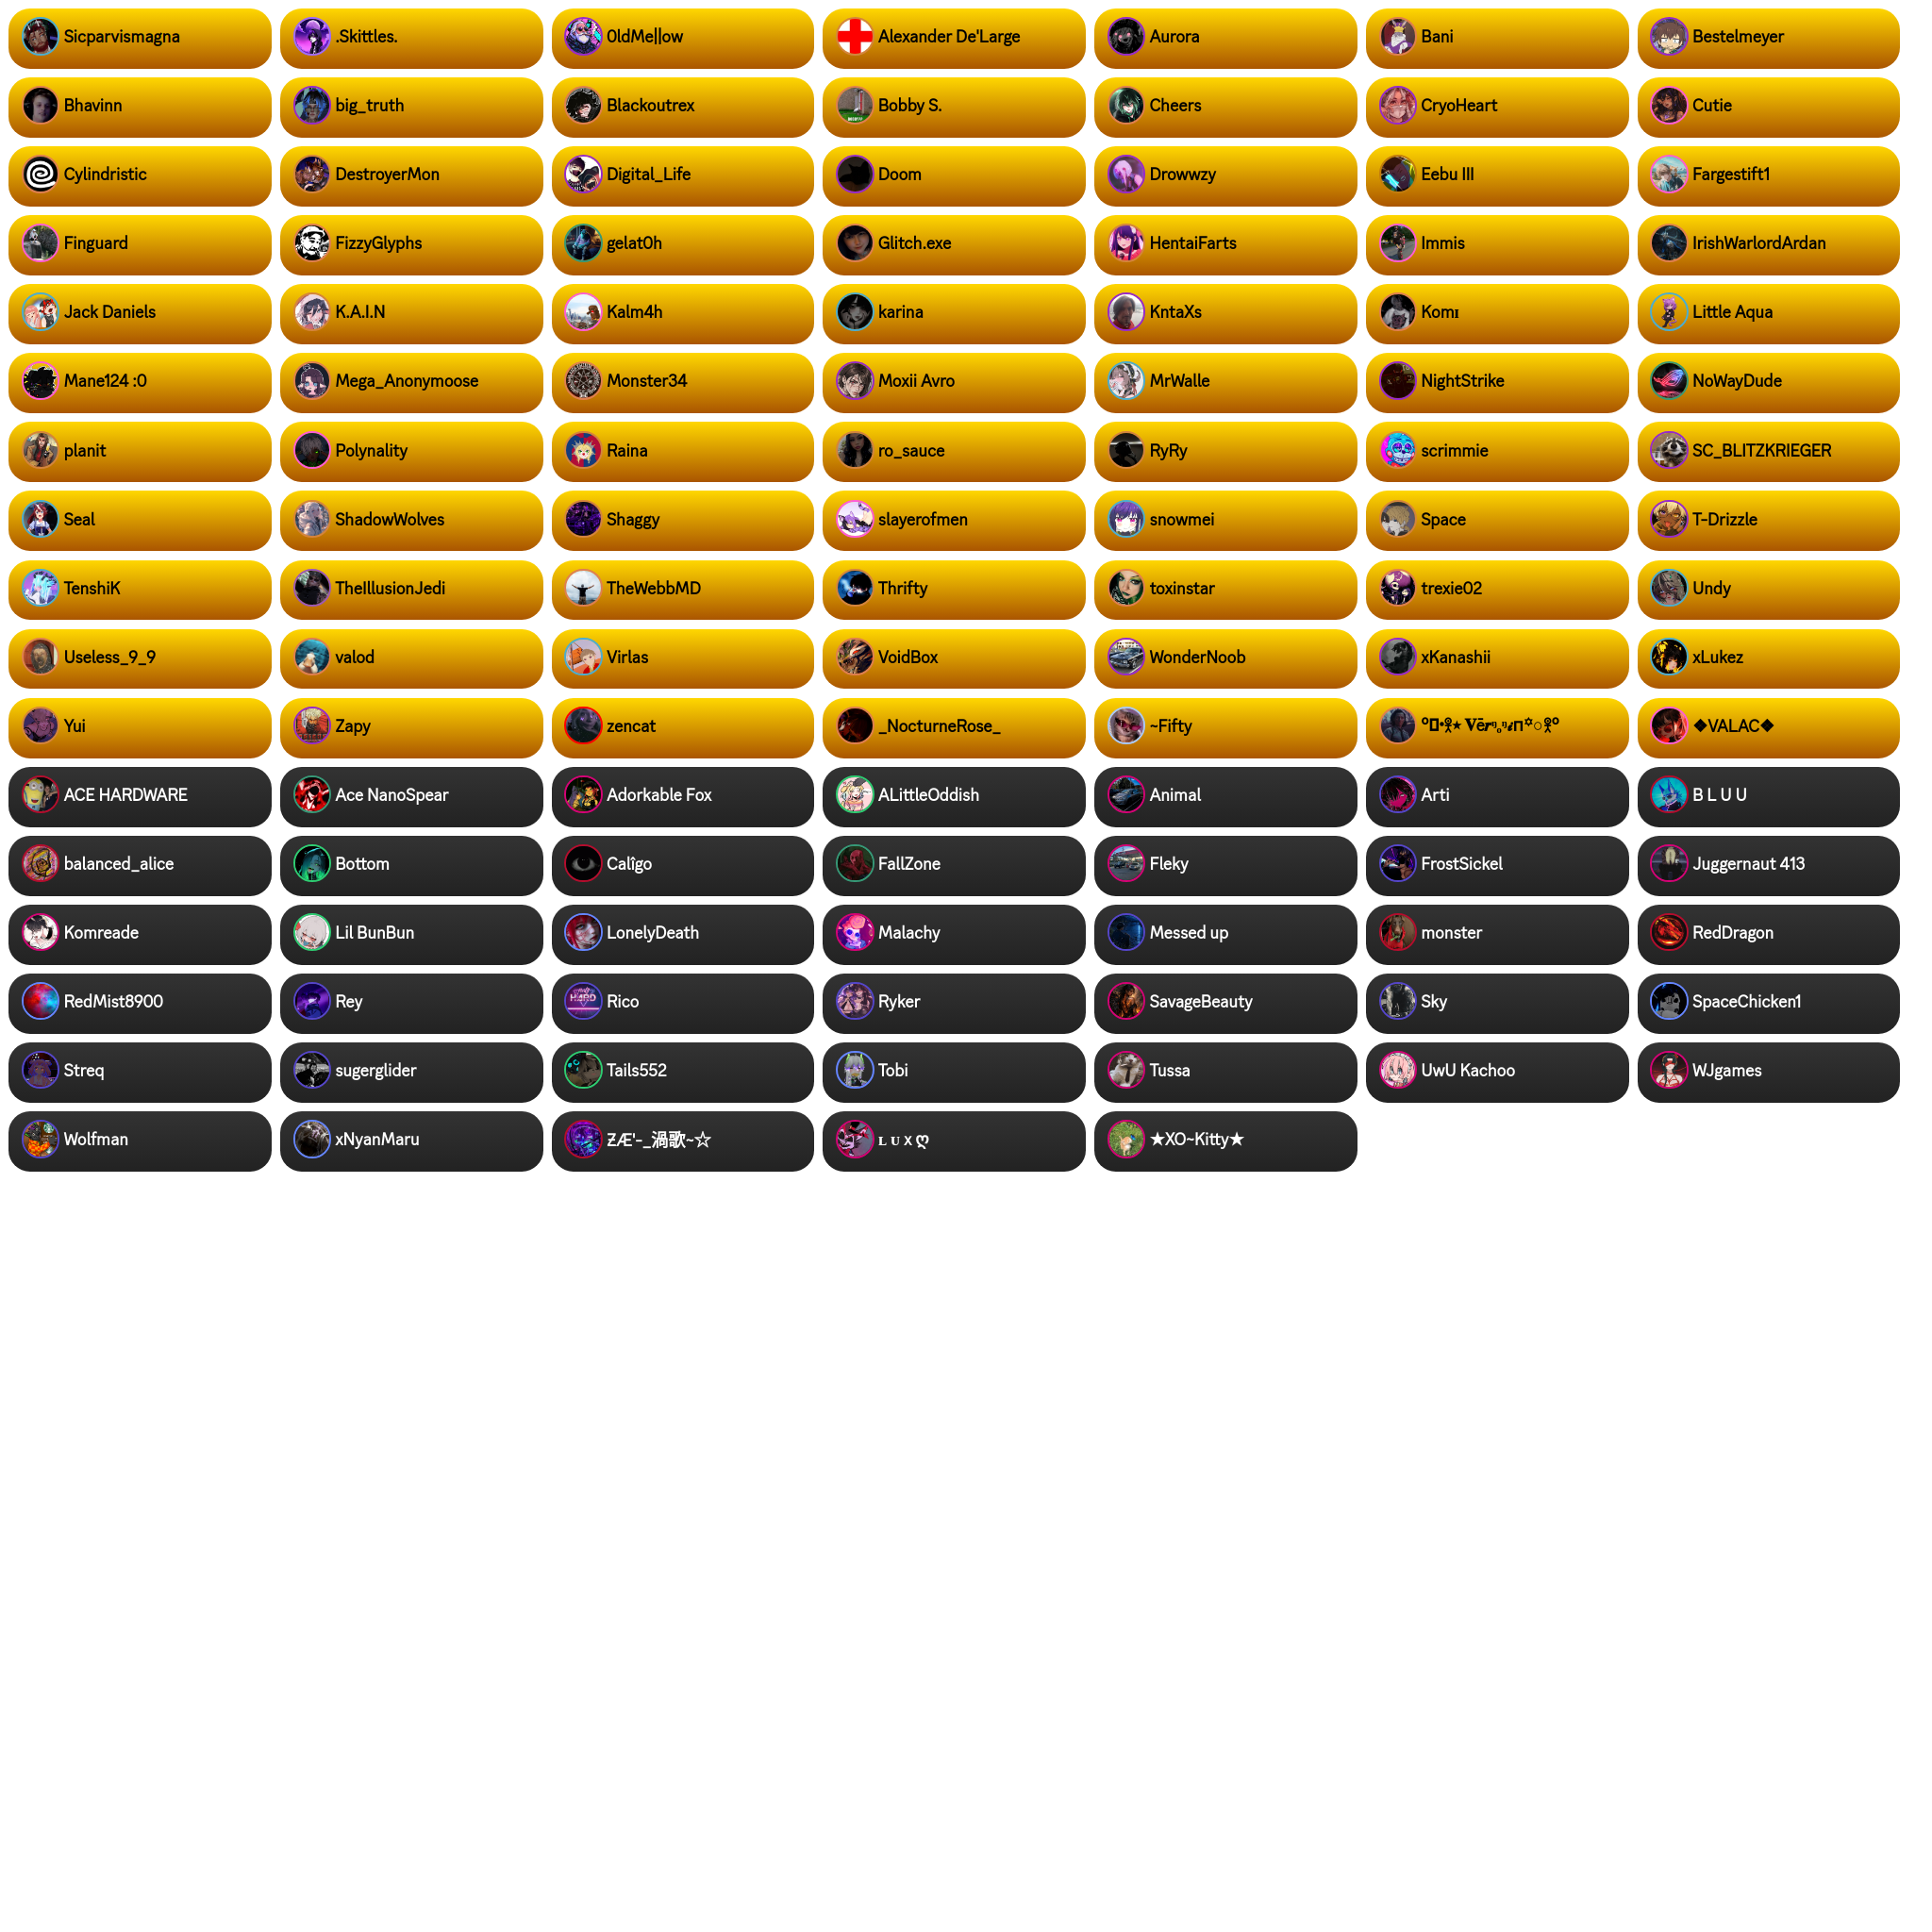 Sicparvismagna
.Skittles.
0ldMe||ow
Alexander De'Large
Aurora
Bani
Bestelmeyer
Bhavinn
big_truth
Blackoutrex
Bobby S.
Cheers
CryoHeart
Cutie
Cylindristic
DestroyerMon
Digital_Life
Doom
Drowwzy
Eebu III
Fargestift1
Finguard
FizzyGlyphs
gelat0h
Glitch.exe
HentaiFarts
Immis
IrishWarlordArdan
Jack Daniels
K.A.I.N
Kalm4h
karina
KntaXs
Komɪ
Little Aqua
Mane124 :0
Mega_Anonymoose
Monster34
Moxii Avro
MrWalle
NightStrike
NoWayDude
planit
Polynality
Raina
ro_sauce
RyRy
scrimmie
SC_BLITZKRIEGER
Seal
ShadowWolves
Shaggy
slayerofmen
snowmei
Space
T-Drizzle
TenshiK
TheIllusionJedi
TheWebbMD
Thrifty
toxinstar
trexie02
Undy
Useless_9_9
valod
Virlas
VoidBox
WonderNoob
xKanashii
xLukez
Yui
Zapy
zencat
_NocturneRose_
~Fifty
❖VALAC❖
ACE HARDWARE
Ace NanoSpear
Adorkable Fox
ALittleOddish
Animal
Arti
B L U U
balanced_alice
Bottom
Calîgo
FallZone
Fleky
FrostSickel
Juggernaut 413
Komreade
Lil BunBun
LonelyDeath
Malachy
Messed up
monster
RedDragon
RedMist8900
Rey
Rico
Ryker
SavageBeauty
Sky
SpaceChicken1
Streq
sugerglider
Tails552
Tobi
Tussa
UwU Kachoo
WJgames
Wolfman
xNyanMaru
ƵÆ'-_渦歌~☆
ʟ ᴜ x ღ
★XO~Kitty★